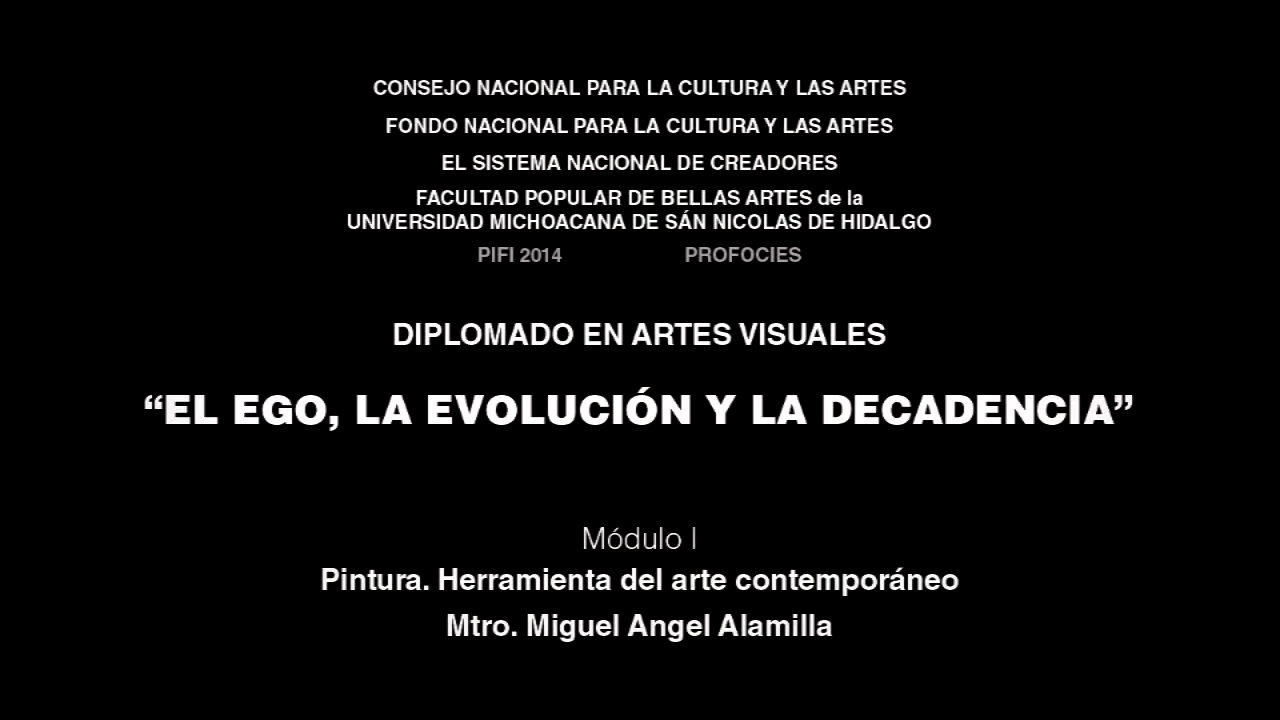 CONSEJO NACIONAL PARA LA CULTURA Y LAS ARTES
FONDO NACIONAL PARA LA CULTURA Y LAS ARTES
EL SISTEMA NACIONAL DE CREADORES
FACULTAD POPULAR DE BELLAS ARTES de la
UNIVERSIDAD MICHOACANA DE SÁN NICOLAS DE HIDALGO
PIFI 2014 PROFOCIES
DIPLOMADO EN ARTES VISUALES
“EL EGO, LA EVOLUCIÓN Y LA DECADENCIA”
Módulo I
Pintura. Herramienta del arte contemporáneo
Mtro. Miguel Angel Alamilla